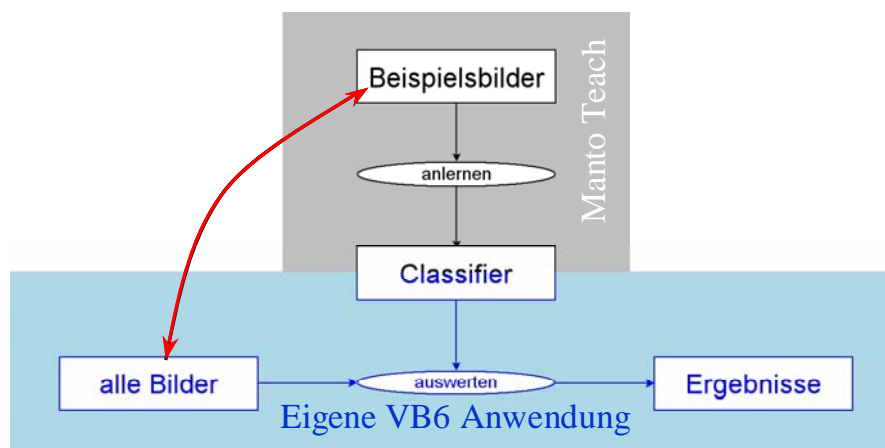 Beispielsbilder
Manto Teach
anlernen
Classifier
alle Bilder
auswerten
Ergebnisse
Eigene VB6 Anwendung